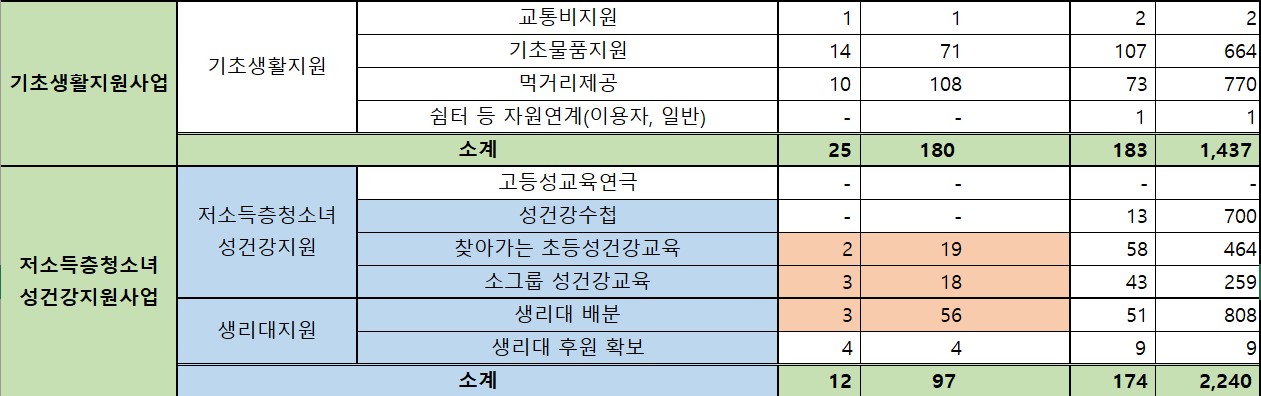 기초생활지원사업 기초생활지원 교통비지원 1 1 2 2
기초물품지원 14 71 107 664
먹거리제공 10 108 73 770
쉼터 등 자원연계(이용자, 일반) - - 1 1
소계 25 180 183 1,437
저소득층청소녀
성건강지원사업
저소득층청소녀
성건강지원
고등성교육연극 - - - -
성건강수첩 - - 13 700
찾아가는 초등성건강교육 2 19 58 464
소그룹 성건강교육 3 18 43 259
생리대지원 생리대 배분 3 56 51 808
생리대 후원 확보 4 4 9 9
소계 12 97 174 2,240